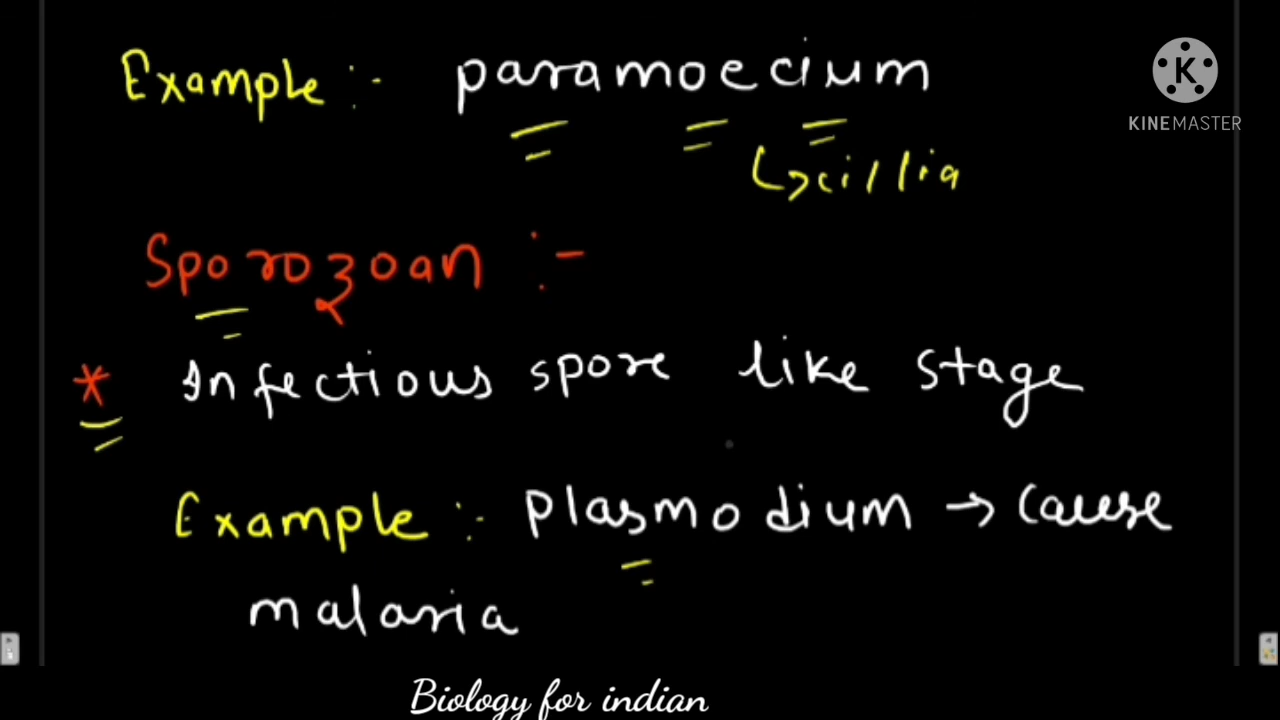 Example :- paramoecium
KINEMASTER
↳ cillia
Sporozoan :-
* Infectious spore like stage
Example :- Plasmodium → Cause
malaria
Biology for indian